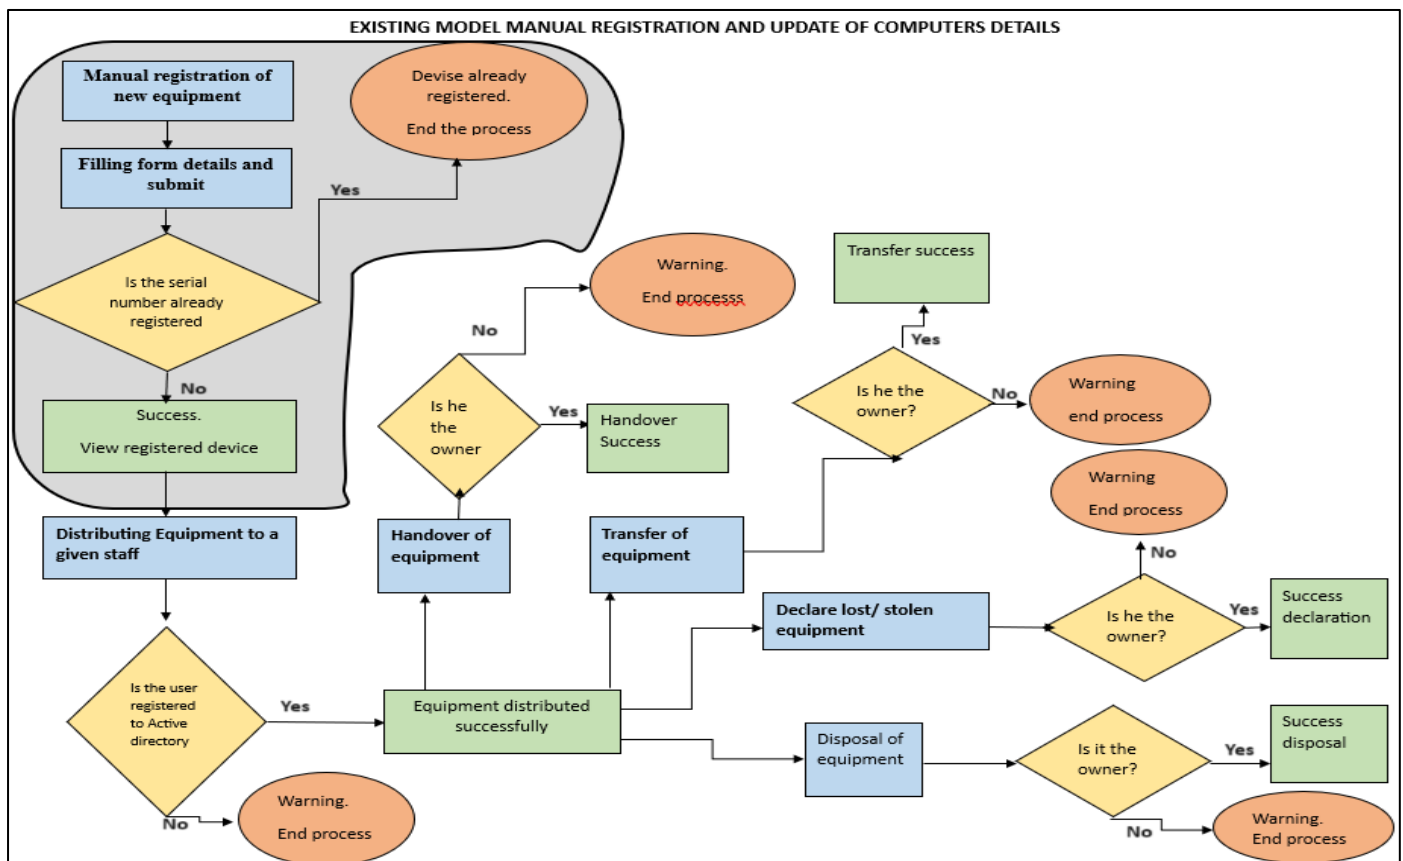 EXISTING MODEL MANUAL REGISTRATION AND UPDATE OF COMPUTERS DETAILS
Manual registration of
new equipment
Devise already
registered.
End the process
Filling form details and
submit
Yes
Is the serial
number already
registered
No
Success.
View registered device
Distributing Equipment to a
given staff
Is the user
registered
to Active
directory
Yes
No
Warning.
End process
Equipment distributed
successfully
Handover of
equipment
Is he
the
owner
No
Warning.
End processs
Yes
Handover
Success
Transfer of
equipment
Is he the
owner?
Yes
Transfer success
No
Warning
end process
Declare lost/ stolen
equipment
Is he the
owner?
No
Warning
End process
Yes
Success
declaration
Disposal of
equipment
Is it the
owner?
Yes
Success
disposal
No
Warning.
End process